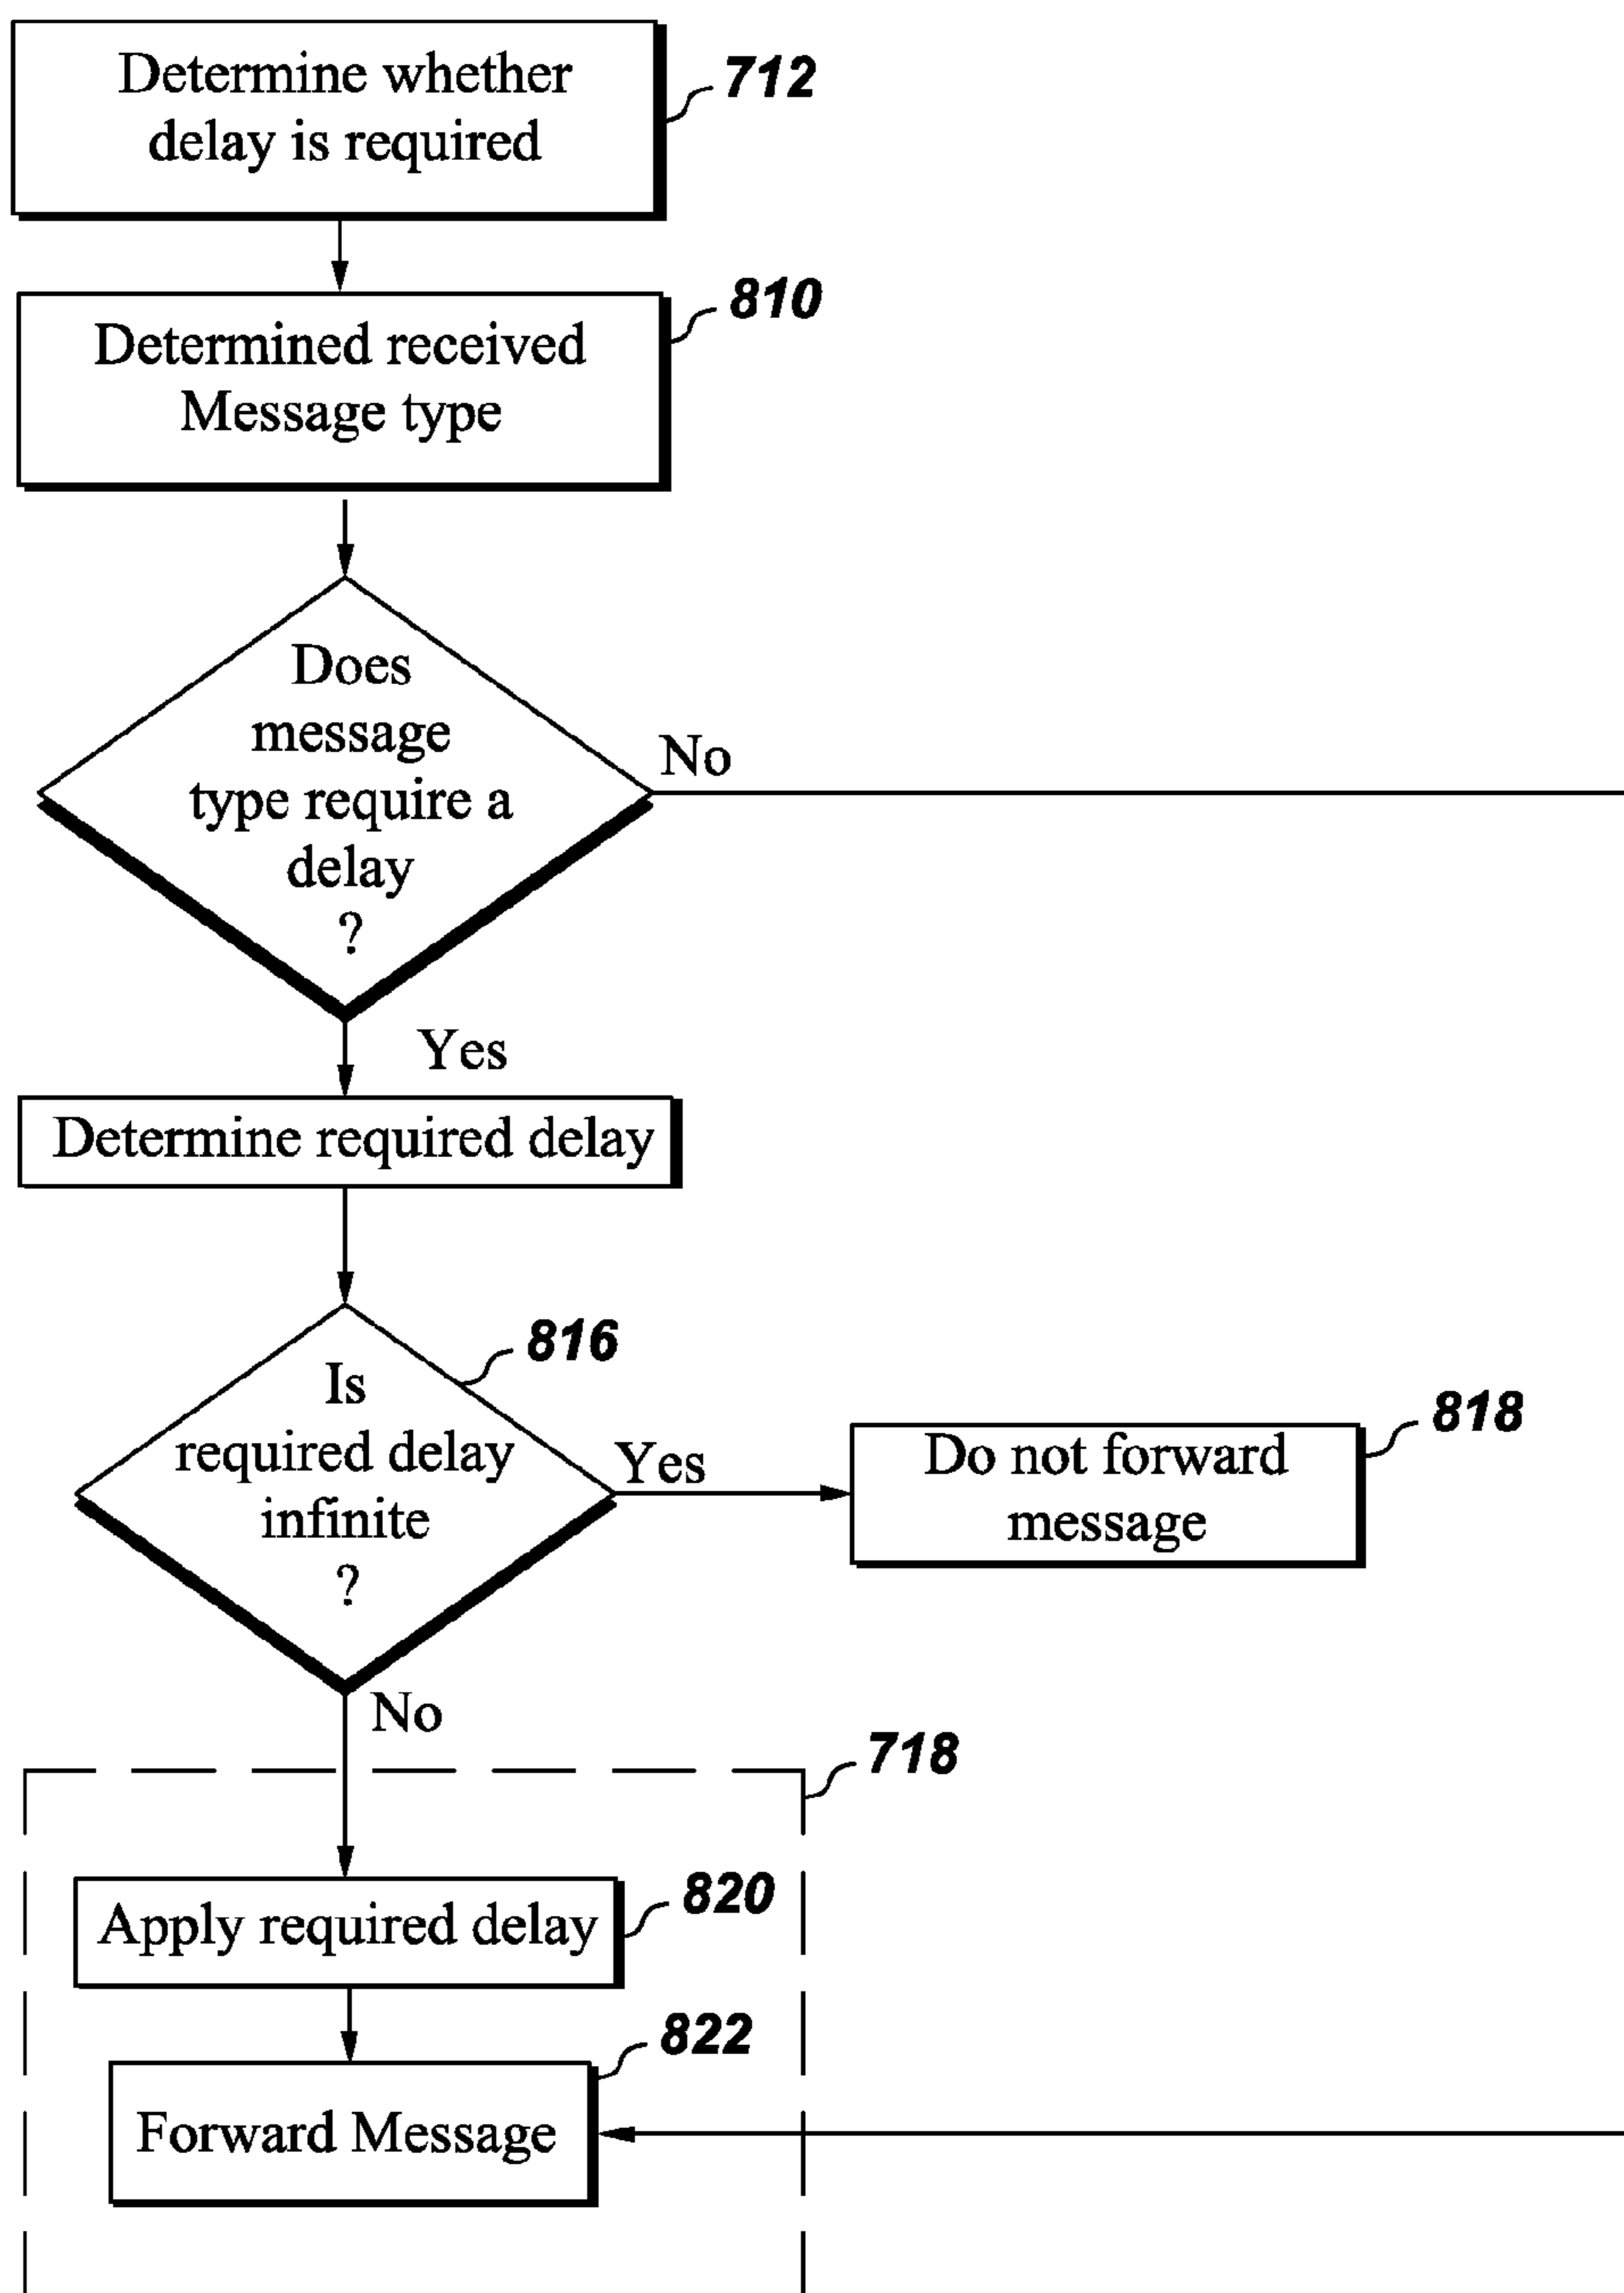 Determine whether
delay is required
712
Determined received
Message type
810
Does
message
type require a
delay
?
No
Yes
Determine required delay
Is
required delay
infinite
?
816
Yes
Do not forward
message
818
No
718
Apply required delay
820
Forward Message
822